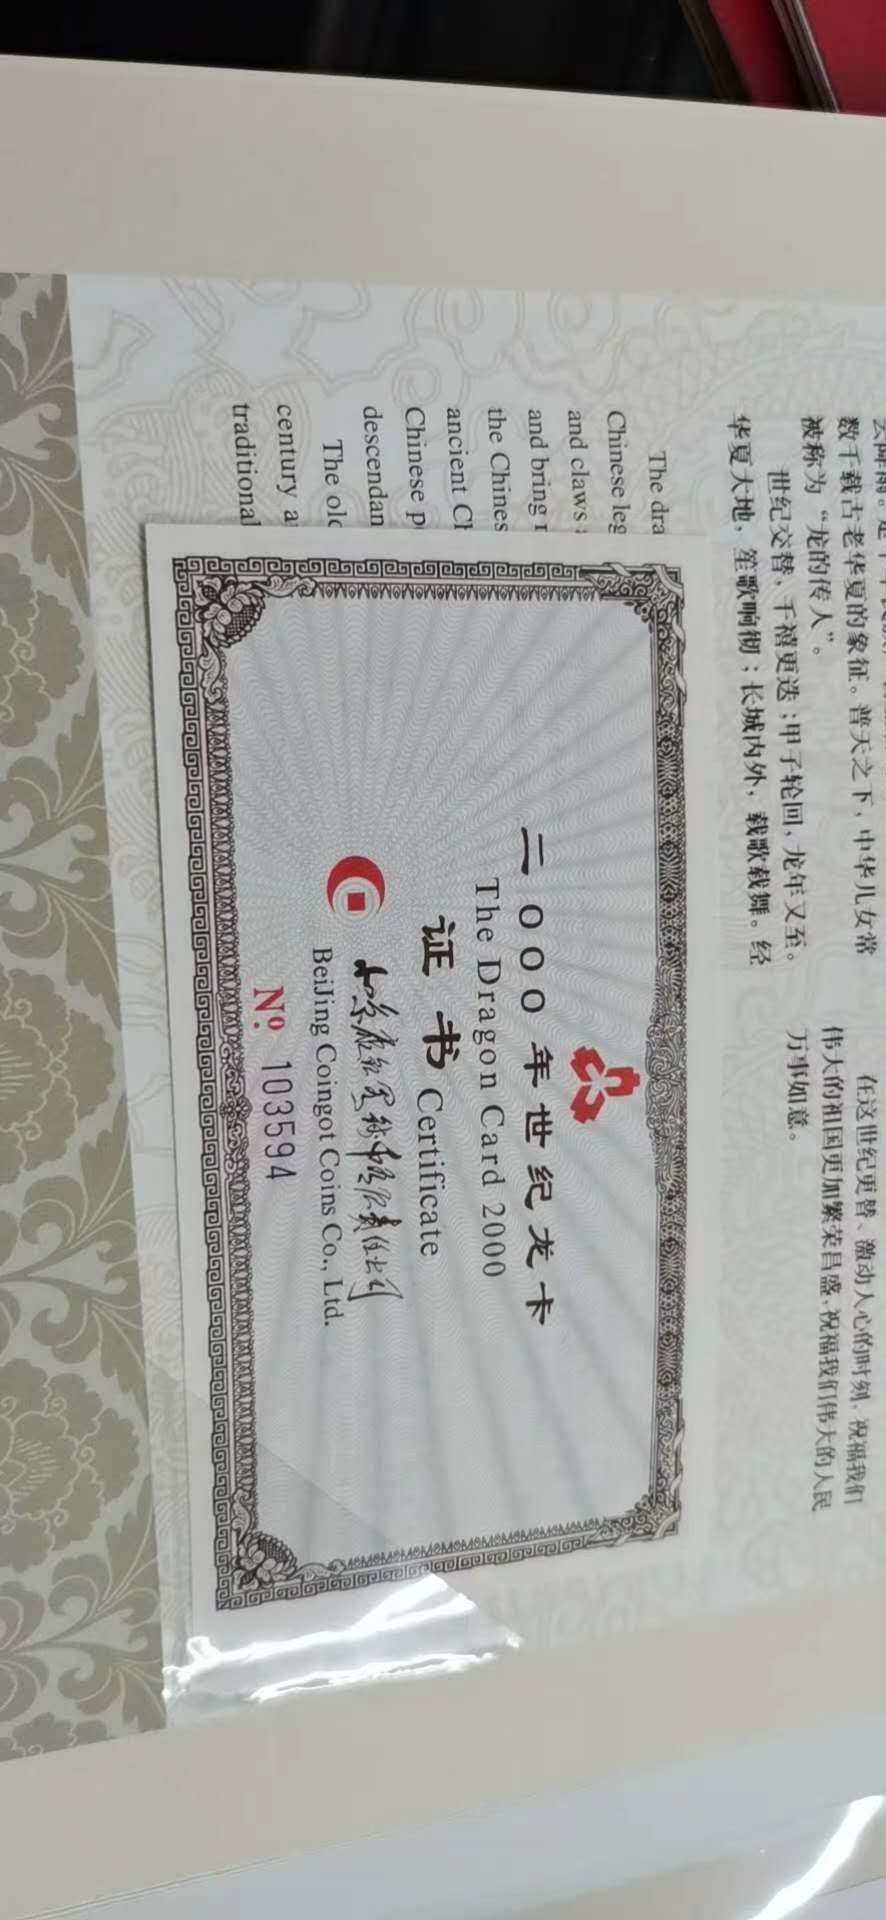 数千载古老华夏的象征。普天之下，中华儿女常
被称为“龙的传人”。
世纪交替、千禧更迭；甲子轮回，龙年又至。
华夏大地，笙歌响彻；长城内外，载歌载舞。经
在这世纪更替、激动人心的时刻，祝福我们
伟大的祖国更加繁荣昌盛，祝福我们伟大的人民
万事如意。
The dra
Chinese leg
and claws
and bring
the Chines
ancient Cl
Chinese p
descendan
The old
century a
traditional
二〇〇〇年世纪龙卡
The Dragon Card 2000
证书 Certificate
北京康银阁钱币有限责任公司
BeiJing Coingot Coins Co., Ltd.
Nº 103594